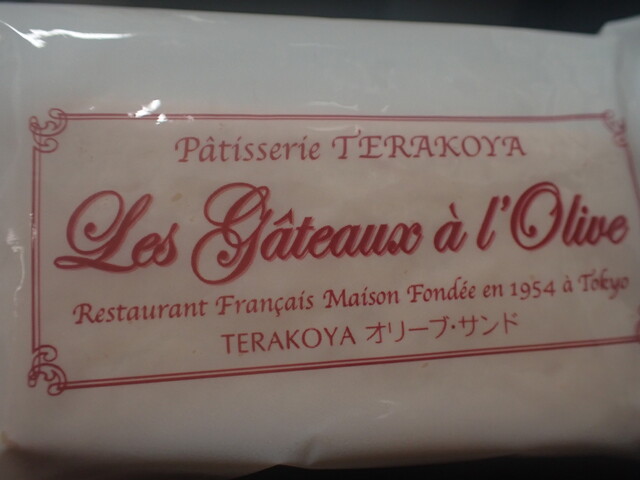 Pâtisserie TERAKOYA
Les Gâteaux à l'Olive
Restaurant Français Maison Fondée en 1954 à Tokyo
TERAKOYA オリーブ・サンド